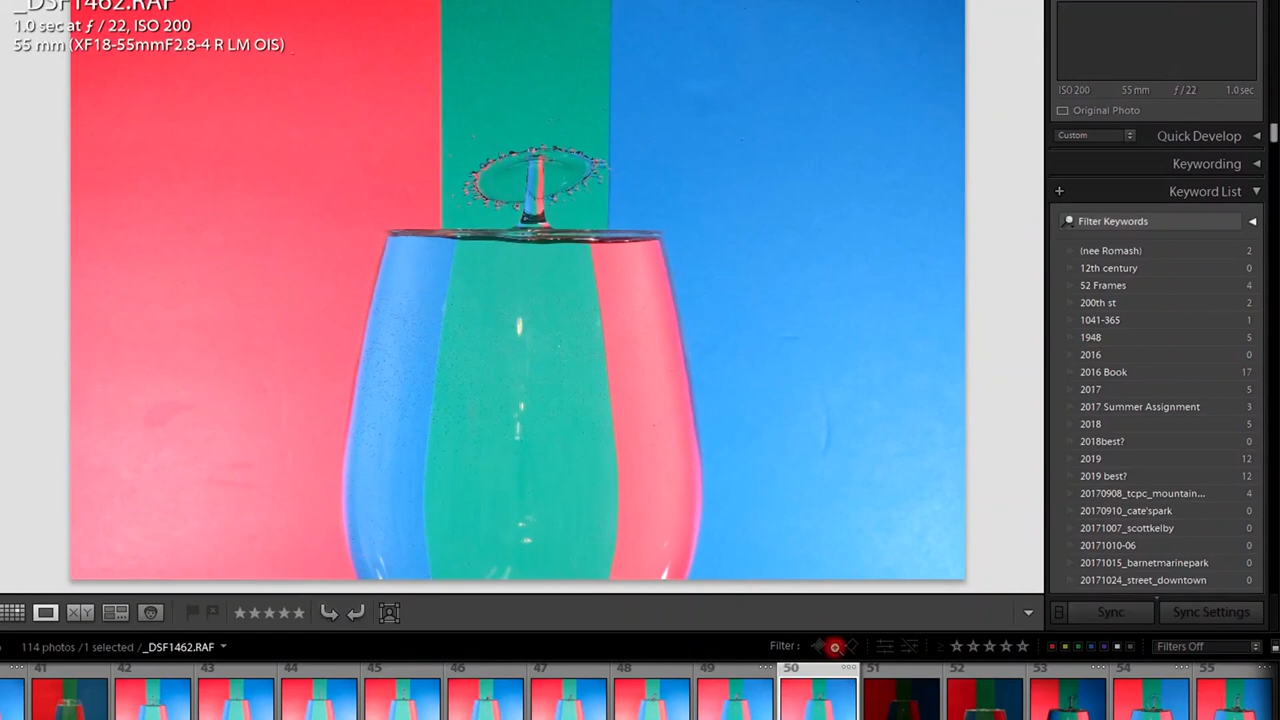 _DSF1462.RAF
1.0 sec at ƒ / 22, ISO 200
55 mm (XF18-55mmF2.8-4 R LM OIS)
ISO 200 55 mm ƒ / 22 1.0 sec
Original Photo
Custom Quick Develop
Keywording
+ Keyword List
Filter Keywords
(nee Romash) 2
12th century 0
52 Frames 4
200th st 2
1041-365 1
1948 5
2016 0
2016 Book 17
2017 5
2017 Summer Assignment 3
2018 5
2018best? 0
2019 12
2019 best? 12
20170908_tcpc_mountain... 4
20170910_cate'spark 0
20171007_scottkelby 0
20171010-06 0
20171015_barnetmarinepark 0
20171024_street_downtown 0
X Y
Sync Sync Settings
114 photos /1 selected /_DSF1462.RAF
Filter : Filters Off
41 42 43 44 45 46 47 48 49 50 51 52 53 54 55